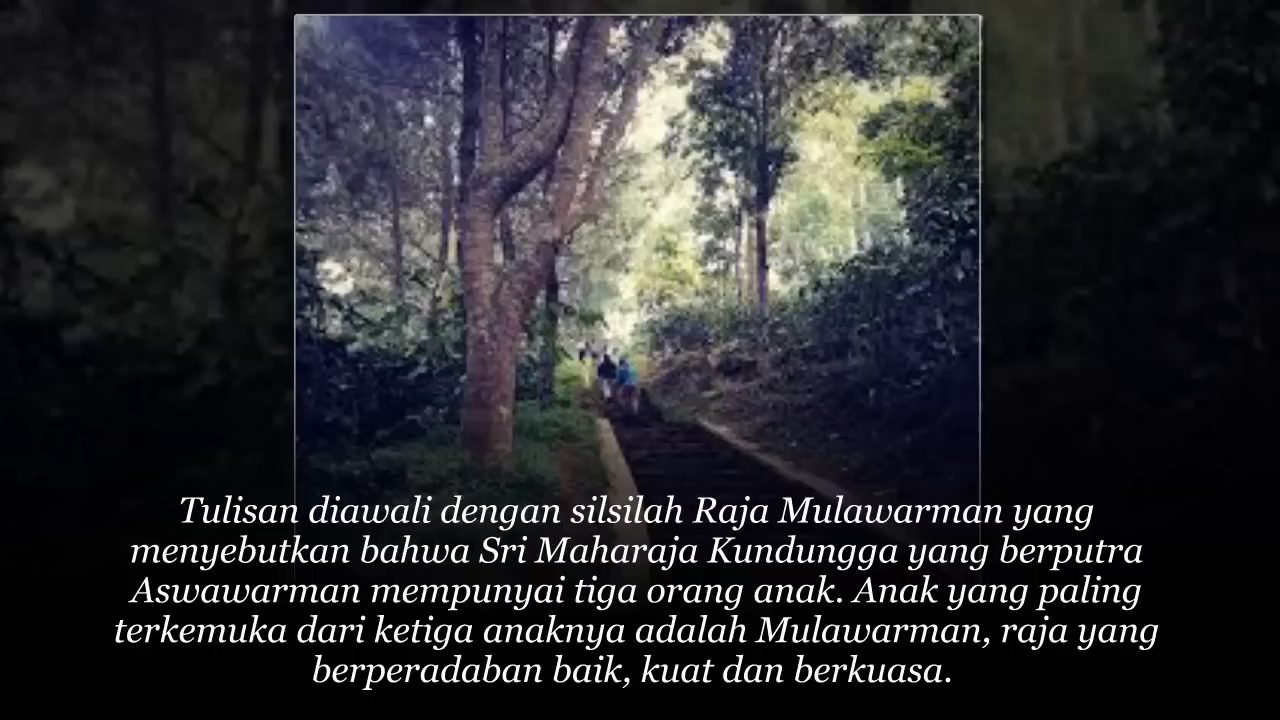 Tulisan diawali dengan silsilah Raja Mulawarman yang
menyebutkan bahwa Sri Maharaja Kundungga yang berputra
Aswawarman mempunyai tiga orang anak. Anak yang paling
terkemuka dari ketiga anaknya adalah Mulawarman, raja yang
berperadaban baik, kuat dan berkuasa.